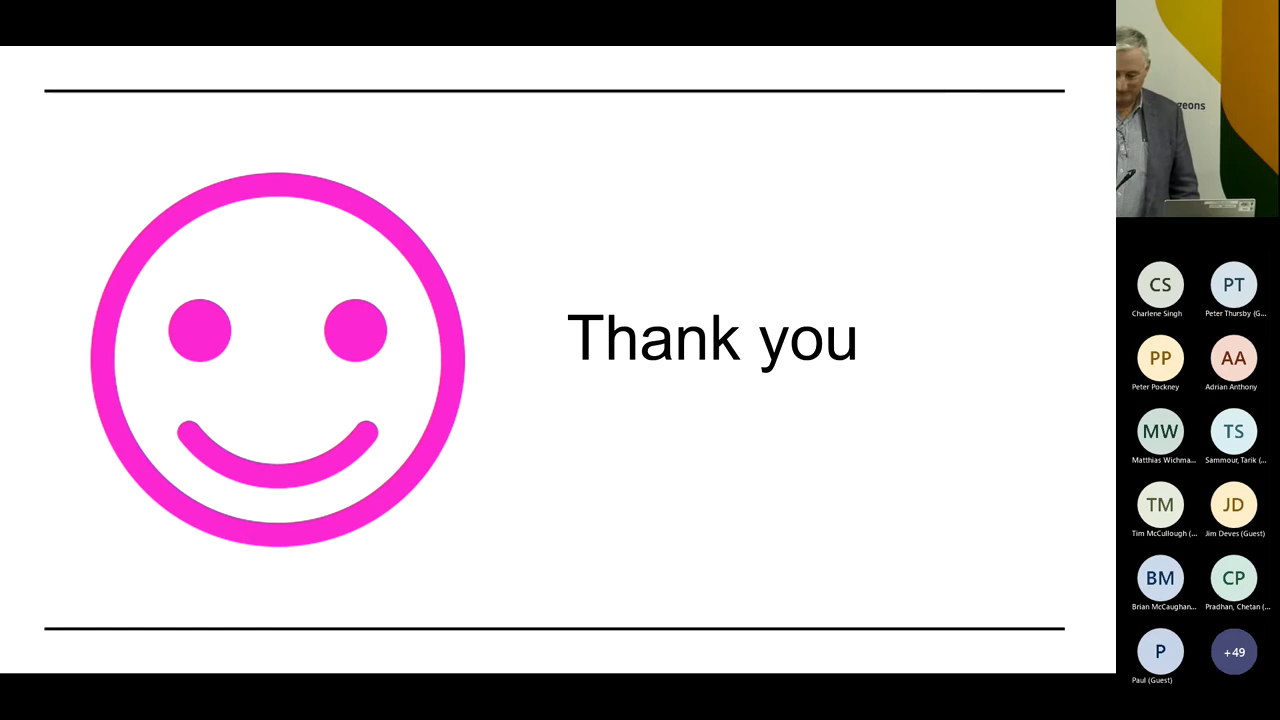 Thank you
geons
CS
PT
Charlene Singh
Peter Thursby (G...
PP
AA
Peter Pockney
Adrian Anthony
MW
TS
Matthias Wichma...
Sammour, Tarik (...
TM
JD
Tim McCullough (...
Jim Deves (Guest)
BM
CP
Brian McCaughan...
Pradhan, Chetan (...
P
+49
Paul (Guest)